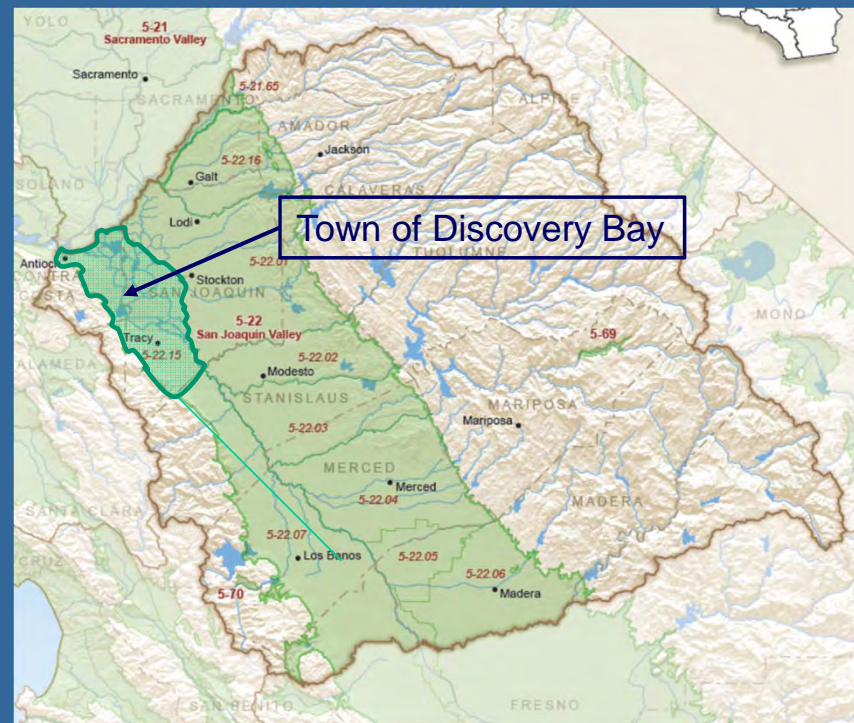 YOLO
5-21
Sacramento Valley
Sacramento
5-21.65
SACRAMENTO
ALPINE
AMADOR
Jackson
5-22.16
Galt
SOLANO
CALAVERAS
Lodi
Town of Discovery Bay
TUOLUMNE
5-22.01
Antioch
CONTRA
COSTA
Stockton
SAN JOAQUIN
MONO
5-22
San Joaquin Valley
5-69
Tracy
5-22.15
5-22.02
ALAMEDA
Modesto
STANISLAUS
MARIPOSA
Mariposa
5-22.03
MERCED
Merced
5-22.04
MADERA
SANTA CLARA
5-22.07
Los Banos
5-22.05
CRUZ
5-22.06
5-70
Madera
SAN BENITO
FRESNO